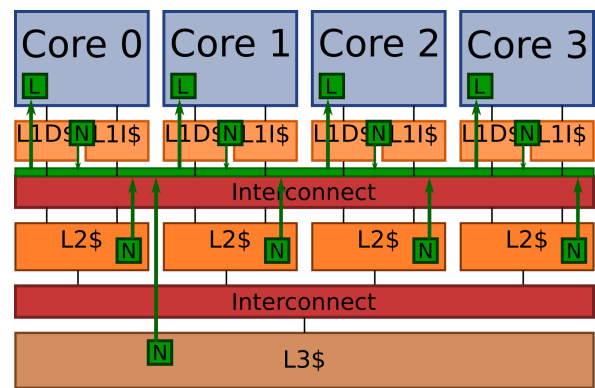 Core 0 Core 1 Core 2 Core 3
L L L L
L1D$ N L1I$ L1D$ N L1I$ L1D$ N L1I$ L1D$ N L1I$
Interconnect
L2$ L2$ L2$ L2$
N N N N
Interconnect
N
L3$